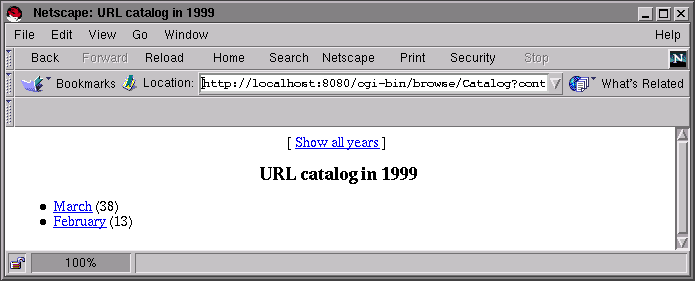 Netscape: URL catalog in 1999
File Edit View Go Window Help
Back Forward Reload Home Search Netscape Print Security Stop N
Bookmarks Location: http://localhost:8080/cgi-bin/browse/Catalog?cont What's Related
[ Show all years ]
URL catalog in 1999
March (38)
February (13)
100%